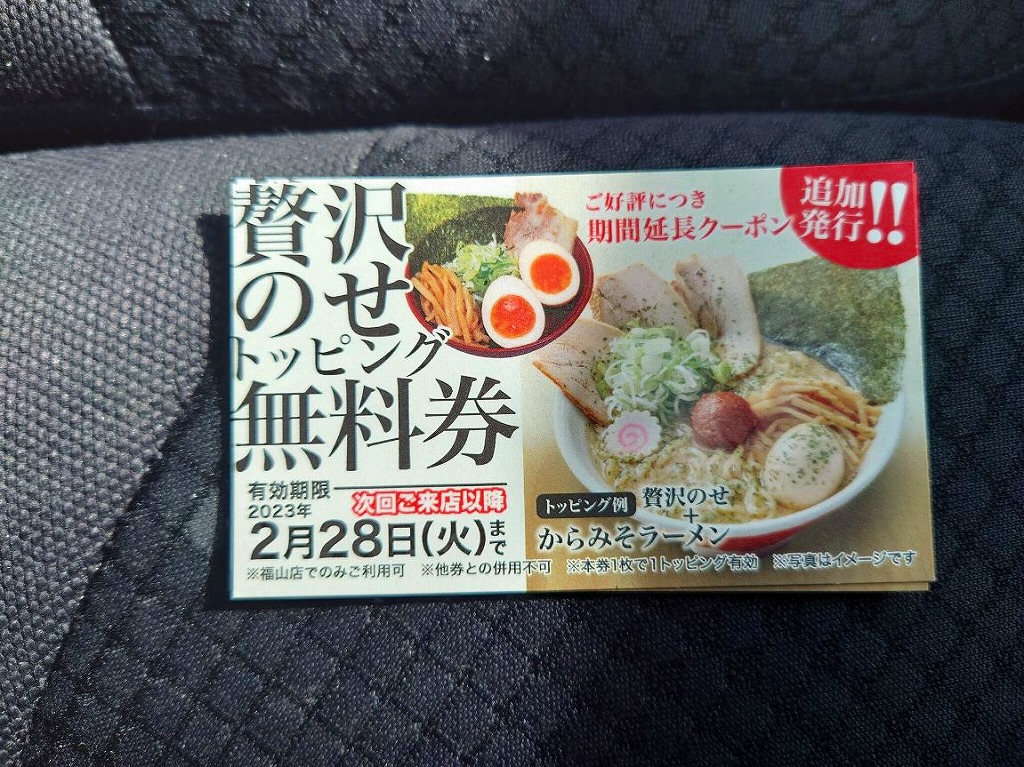 贅沢
のせ
トッピング
無料券
有効期限
次回ご来店以降
2023年
2月28日(火)まで
ご好評につき
期間延長クーポン
追加
発行!!
トッピング例
贅沢のせ
+
からみそラーメン
※福山店でのみご利用可 ※他券との併用不可 ※本券1枚で1トッピング有効 ※写真はイメージです